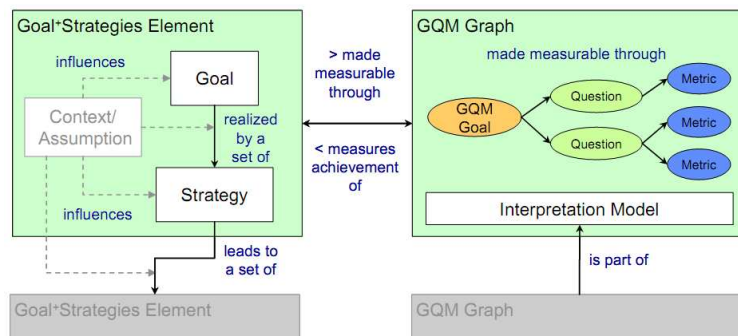 Goal⁺Strategies Element
influences
Goal
Context/
Assumption
realized
by a
set of
Strategy
influences
leads to
a set of
Goal⁺Strategies Element
> made
measurable
through
< measures
achievement
of
GQM Graph
made measurable through
GQM
Goal
Question
Question
Metric
Metric
Metric
Interpretation Model
is part of
GQM Graph